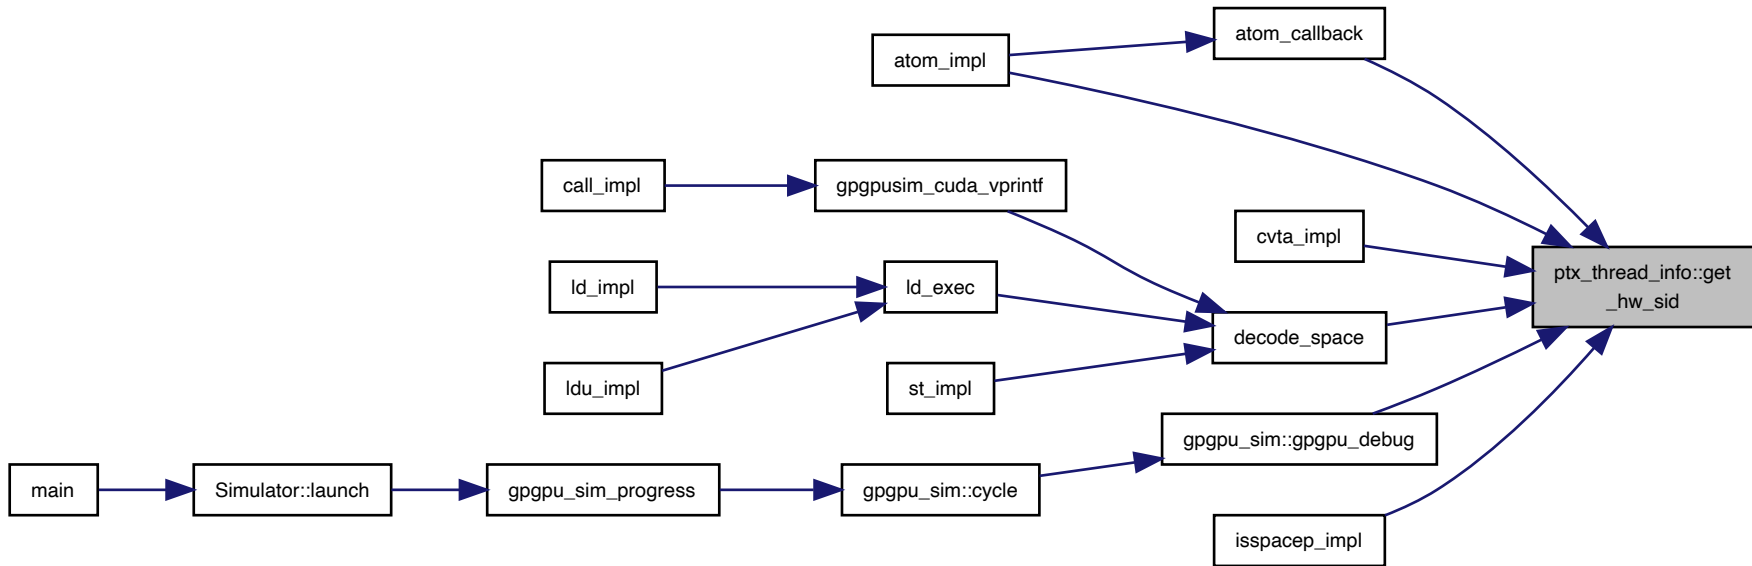 atom_callback
atom_impl
call_impl
gpgpusim_cuda_vprintf
cvta_impl
ptx_thread_info::get
_hw_sid
ld_impl
ld_exec
decode_space
ldu_impl
st_impl
gpgpu_sim::gpgpu_debug
main
Simulator::launch
gpgpu_sim_progress
gpgpu_sim::cycle
isspacep_impl